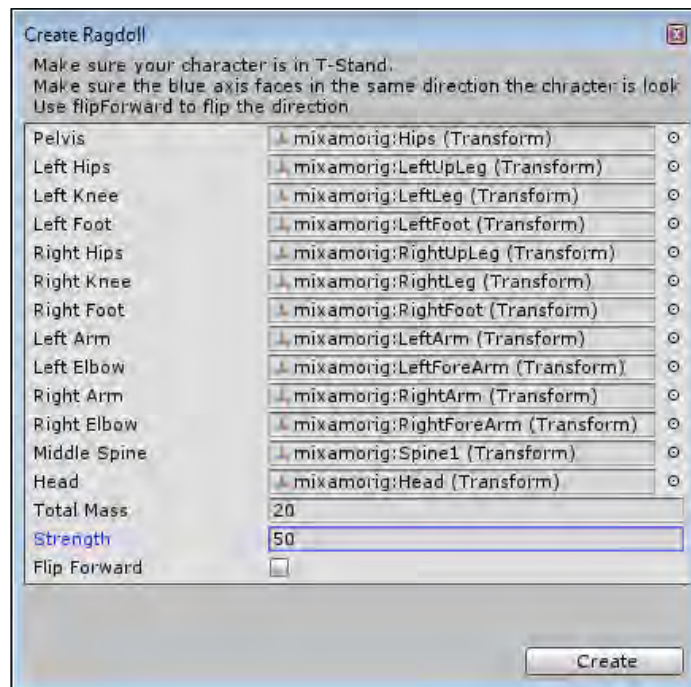 Create Ragdoll
Make sure your character is in T-Stand.
Make sure the blue axis faces in the same direction the chracter is look
Use flipForward to flip the direction
Pelvis mixamorig:Hips (Transform)
Left Hips mixamorig:LeftUpLeg (Transform)
Left Knee mixamorig:LeftLeg (Transform)
Left Foot mixamorig:LeftFoot (Transform)
Right Hips mixamorig:RightUpLeg (Transform)
Right Knee mixamorig:RightLeg (Transform)
Right Foot mixamorig:RightFoot (Transform)
Left Arm mixamorig:LeftArm (Transform)
Left Elbow mixamorig:LeftForeArm (Transform)
Right Arm mixamorig:RightArm (Transform)
Right Elbow mixamorig:RightForeArm (Transform)
Middle Spine mixamorig:Spine1 (Transform)
Head mixamorig:Head (Transform)
Total Mass 20
Strength 50
Flip Forward
Create